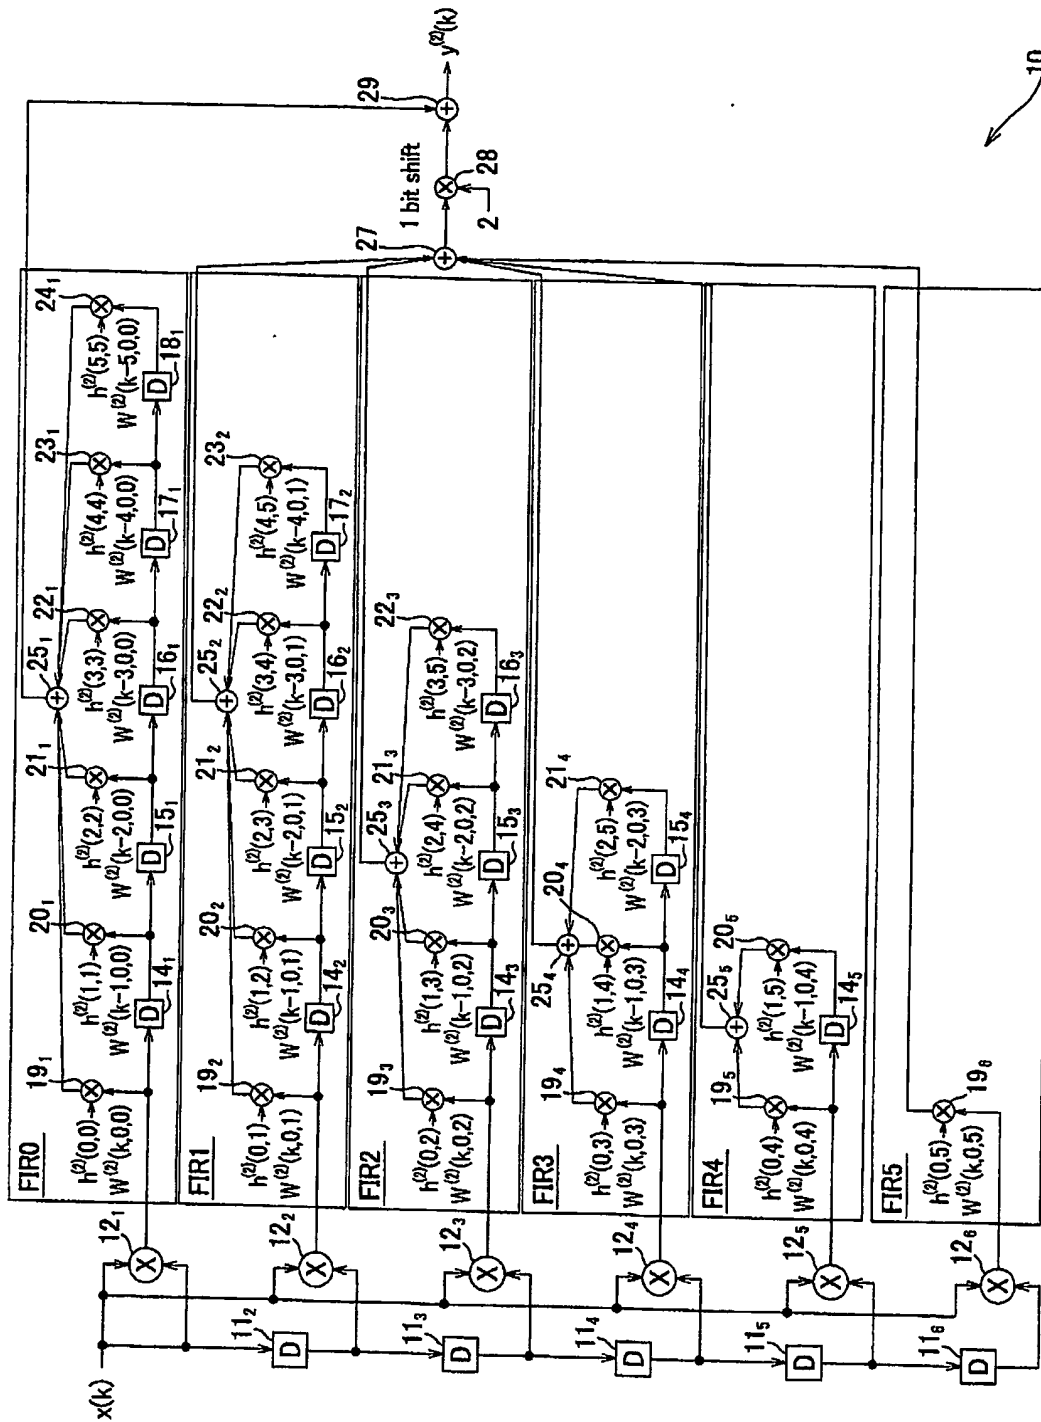 x(k)
11₂
11₃
11₄
11₅
11₆
D
D
D
D
D
12₁
12₂
12₃
12₄
12₅
12₆
FIR0
19₁
20₁
21₁
25₁
22₁
23₁
24₁
h⁽²⁾(0,0)
W⁽²⁾(k,0,0)
h⁽²⁾(1,1)
W⁽²⁾(k−1,0,0)
h⁽²⁾(2,2)
W⁽²⁾(k−2,0,0)
h⁽²⁾(3,3)
W⁽²⁾(k−3,0,0)
h⁽²⁾(4,4)
W⁽²⁾(k−4,0,0)
h⁽²⁾(5,5)
W⁽²⁾(k−5,0,0)
D 14₁
D 15₁
D 16₁
D 17₁
D 18₁
FIR1
19₂
20₂
21₂
25₂
22₂
23₂
h⁽²⁾(0,1)
W⁽²⁾(k,0,1)
h⁽²⁾(1,2)
W⁽²⁾(k−1,0,1)
h⁽²⁾(2,3)
W⁽²⁾(k−2,0,1)
h⁽²⁾(3,4)
W⁽²⁾(k−3,0,1)
h⁽²⁾(4,5)
W⁽²⁾(k−4,0,1)
D 14₂
D 15₂
D 16₂
D 17₂
FIR2
19₃
20₃
25₃
21₃
22₃
h⁽²⁾(0,2)
W⁽²⁾(k,0,2)
h⁽²⁾(1,3)
W⁽²⁾(k−1,0,2)
h⁽²⁾(2,4)
W⁽²⁾(k−2,0,2)
h⁽²⁾(3,5)
W⁽²⁾(k−3,0,2)
D 14₃
D 15₃
D 16₃
FIR3
19₄
25₄
20₄
21₄
h⁽²⁾(0,3)
W⁽²⁾(k,0,3)
h⁽²⁾(1,4)
W⁽²⁾(k−1,0,3)
h⁽²⁾(2,5)
W⁽²⁾(k−2,0,3)
D 14₄
D 15₄
FIR4
19₅
25₅
20₅
h⁽²⁾(0,4)
W⁽²⁾(k,0,4)
h⁽²⁾(1,5)
W⁽²⁾(k−1,0,4)
D 14₅
FIR5
19₆
h⁽²⁾(0,5)
W⁽²⁾(k,0,5)
27
1 bit shift
28
2
29
y⁽²⁾(k)
10